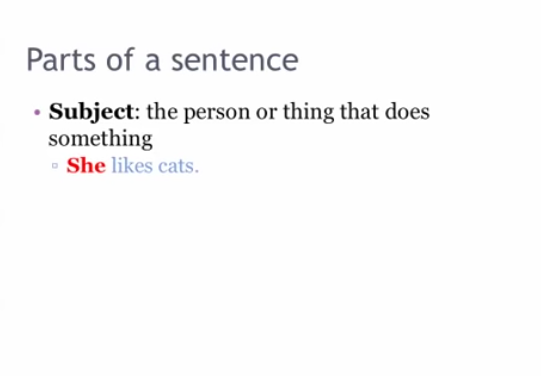 Parts of a sentence
• Subject: the person or thing that does
something
▫ She likes cats.